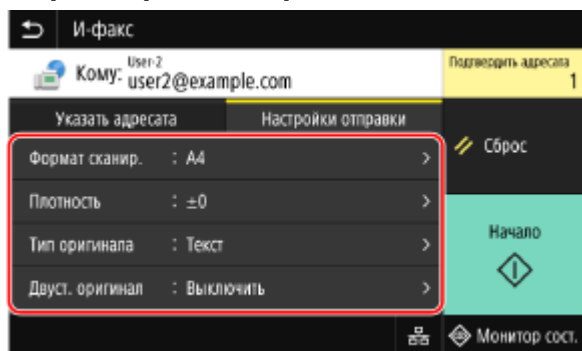 И-факс
Кому: User-2
user2@example.com
Подтвердить адресата
1
Указать адресата
Настройки отправки
Сброс
Формат сканир. : A4
Плотность : ±0
Тип оригинала : Текст
Двуст. оригинал : Выключить
Начало
Монитор сост.